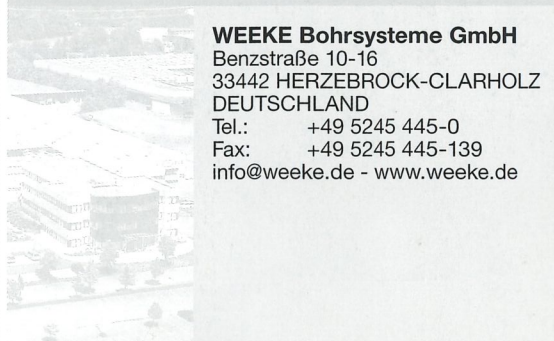 WEEKE Bohrsysteme GmbH
Benzstraße 10-16
33442 HERZEBROCK-CLARHOLZ
DEUTSCHLAND
Tel.: +49 5245 445-0
Fax: +49 5245 445-139
info@weeke.de - www.weeke.de